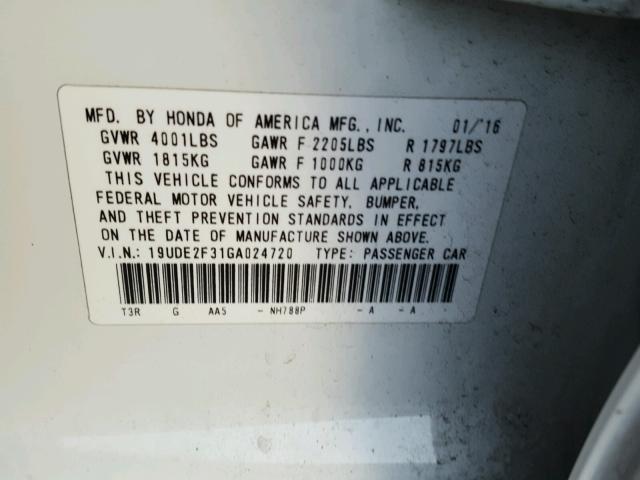 MFD. BY HONDA OF AMERICA MFG., INC. 01/'16
GVWR 4001LBS GAWR F 2205LBS R 1797LBS
GVWR 1815KG GAWR F 1000KG R 815KG
THIS VEHICLE CONFORMS TO ALL APPLICABLE
FEDERAL MOTOR VEHICLE SAFETY, BUMPER,
AND THEFT PREVENTION STANDARDS IN EFFECT
ON THE DATE OF MANUFACTURE SHOWN ABOVE.
V.I.N.: 19UDE2F31GA024720 TYPE: PASSENGER CAR
T3R G AA5 - NH788P - A - A